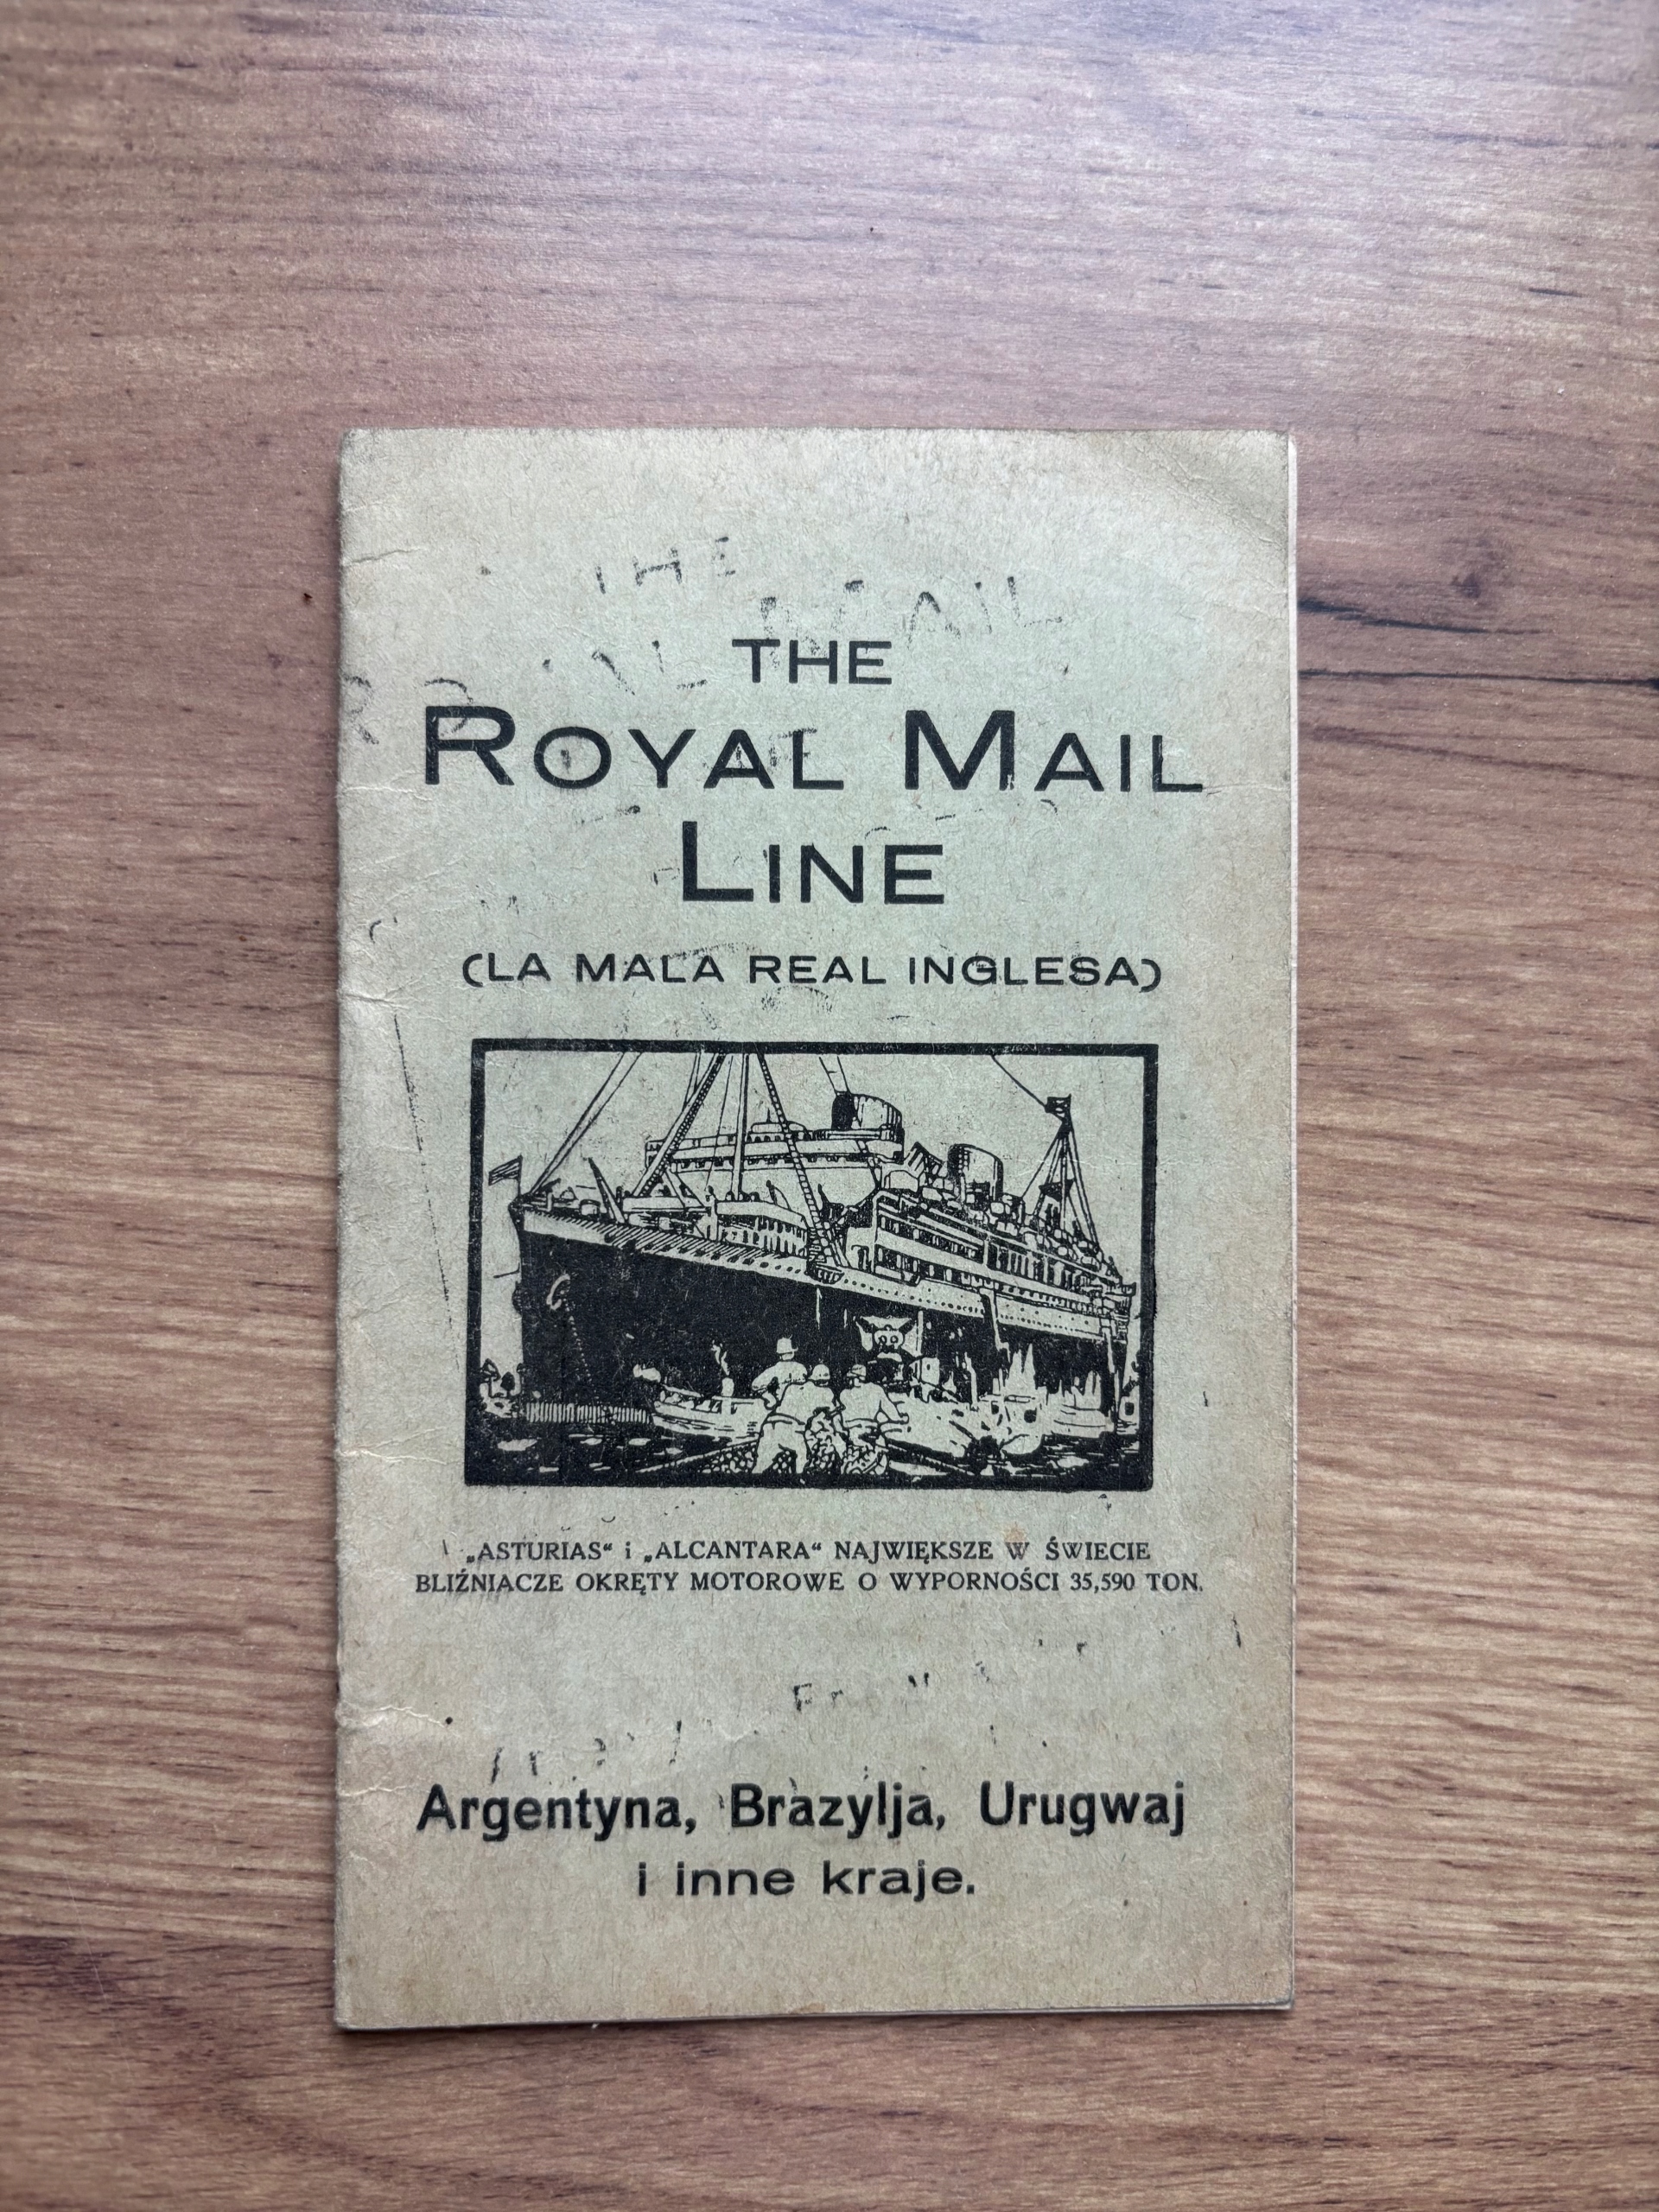 THE
ROYAL MAIL
LINE
(LA MALA REAL INGLESA)
„ASTURIAS“ i „ALCANTARA“ NAJWIĘKSZE W ŚWIECIE
BLIŹNIACZE OKRĘTY MOTOROWE O WYPORNOŚCI 35,590 TON.
Argentyna, Brazylja, Urugwaj
i inne kraje.